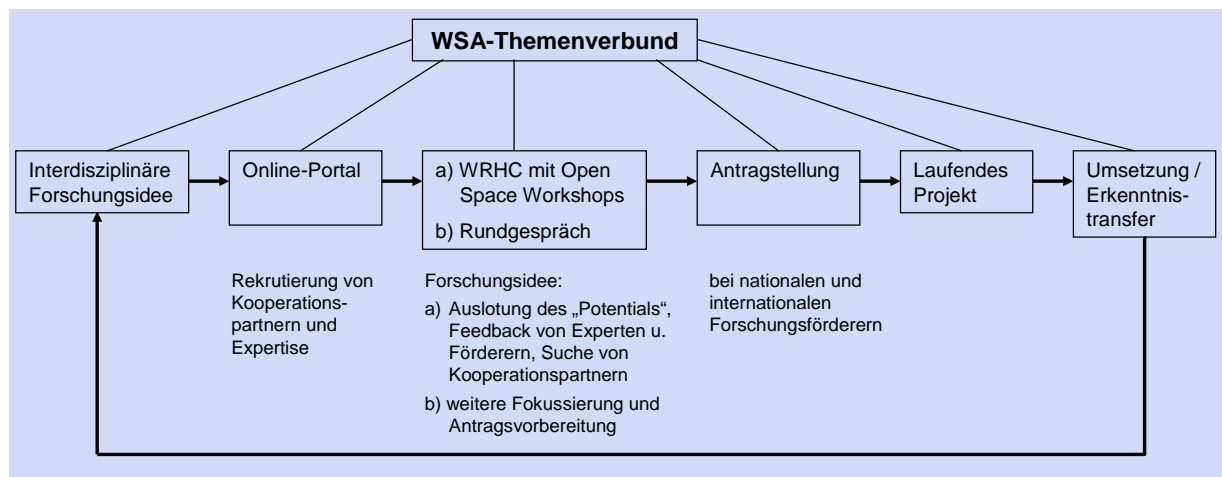 WSA-Themenverbund
Interdisziplinäre
Forschungsidee
Online-Portal
a) WRHC mit Open
Space Workshops
b) Rundgespräch
Antragstellung
Laufendes
Projekt
Umsetzung /
Erkenntnis-
transfer
Rekrutierung von
Kooperations-
partnern und
Expertise
Forschungsidee:
a) Auslotung des „Potentials“,
Feedback von Experten u.
Förderern, Suche von
Kooperationspartnern
b) weitere Fokussierung und
Antragsvorbereitung
bei nationalen und
internationalen
Forschungsförderern